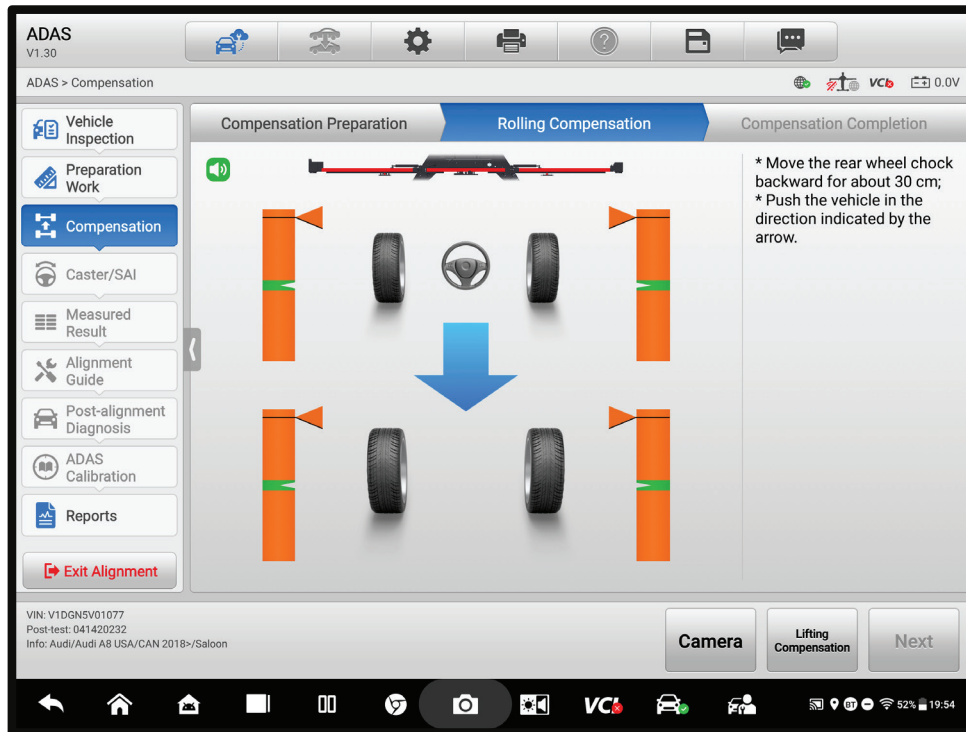 ADAS
V1.30
ADAS > Compensation
VCI
0.0V
Vehicle
Inspection
Preparation
Work
Compensation
Caster/SAI
Measured
Result
Alignment
Guide
Post-alignment
Diagnosis
ADAS
Calibration
Reports
Exit Alignment
Compensation Preparation
Rolling Compensation
Compensation Completion
* Move the rear wheel chock
backward for about 30 cm;
* Push the vehicle in the
direction indicated by the
arrow.
VIN: V1DGN5V01077
Post-test: 041420232
Info: Audi/Audi A8 USA/CAN 2018>/Saloon
Camera
Lifting
Compensation
Next
VCI
BT
52%
19:54